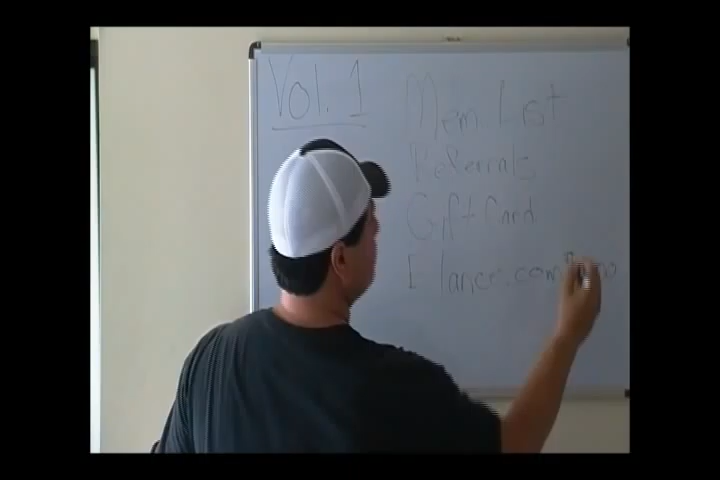 Vol. 1
Mem. List
Referrals
Gift Card
Elance.com